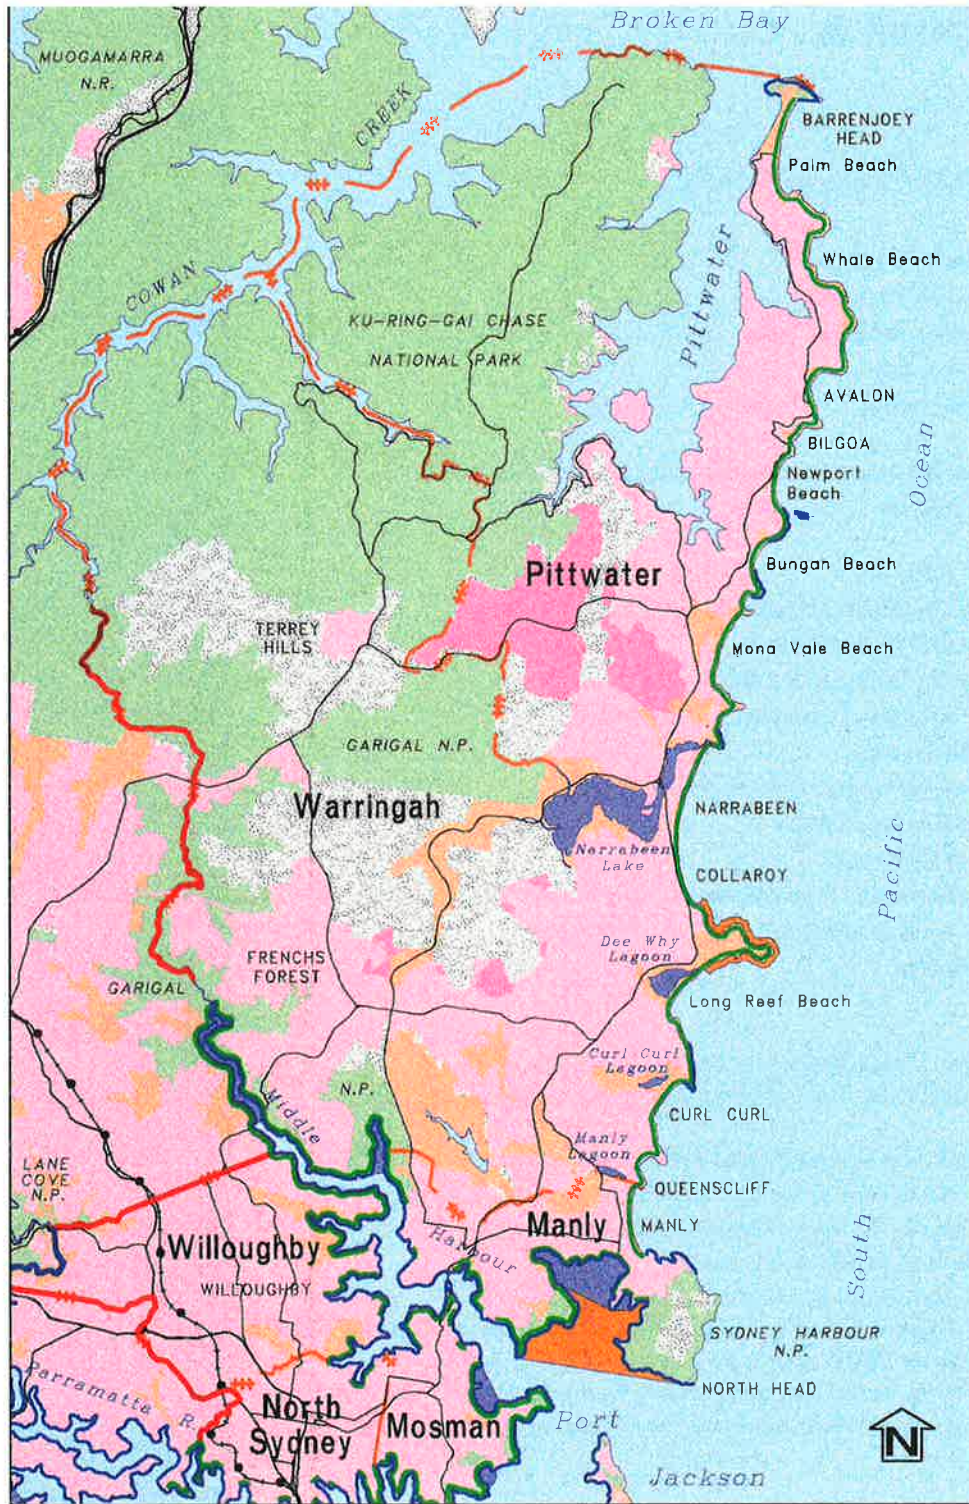 Broken Bay
MUOGAMARRA
N.R.
CREEK
BARRENJOEY
HEAD
Palm Beach
Pittwater
Whale Beach
COWAN
KU-RING-GAI CHASE
NATIONAL PARK
AVALON
BILGOA
Newport
Beach
Ocean
Bungan Beach
Pittwater
TERREY
HILLS
Mona Vale Beach
GARIGAL N.P.
Warringah
NARRABEEN
Narrabeen
Lake
COLLAROY
Pacific
Dee Why
Lagoon
FRENCHS
FOREST
GARIGAL
Long Reef Beach
Curl Curl
Lagoon
N.P.
Middle
CURL CURL
Manly
Lagoon
LANE
COVE
N.P.
QUEENSCLIFF
Manly
MANLY
Willoughby
Harbour
WILLOUGHBY
South
SYDNEY HARBOUR
N.P.
NORTH HEAD
Parramatta R.
North
Sydney
Mosman
Port
Jackson
N